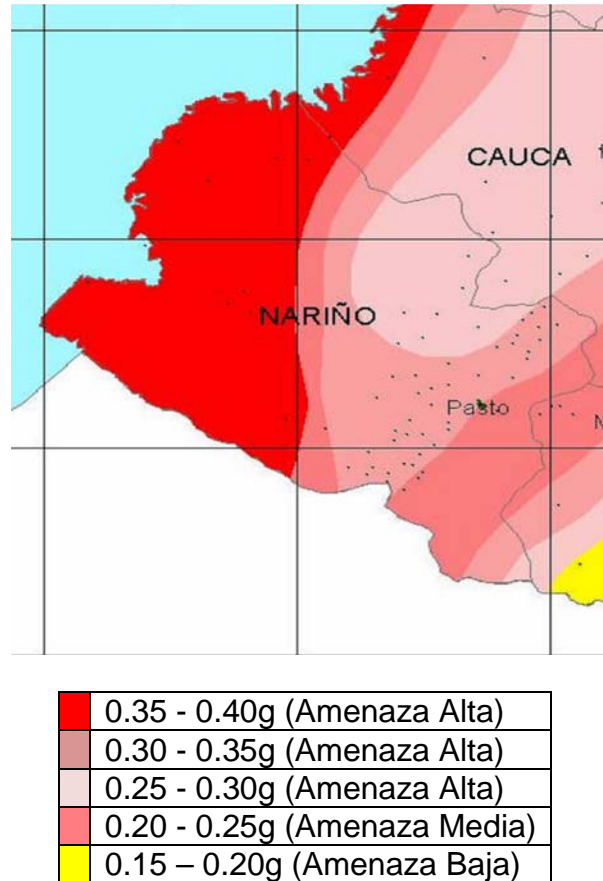 CAUCA
NARIÑO
Pasto
0.35 - 0.40g (Amenaza Alta)
0.30 - 0.35g (Amenaza Alta)
0.25 - 0.30g (Amenaza Alta)
0.20 - 0.25g (Amenaza Media)
0.15 – 0.20g (Amenaza Baja)